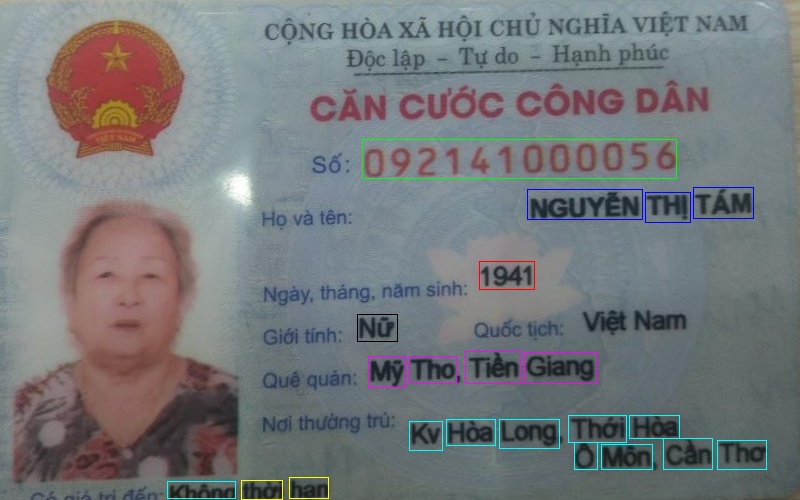 CỘNG HÒA XÃ HỘI CHỦ NGHĨA VIỆT NAM
Độc lập - Tự do - Hạnh phúc
CĂN CƯỚC CÔNG DÂN
Số: 092141000056
Họ và tên: NGUYỄN THỊ TÁM
Ngày, tháng, năm sinh: 1941
Giới tính: Nữ Quốc tịch: Việt Nam
Quê quán: Mỹ Tho, Tiền Giang
Nơi thường trú: Kv Hòa Long, Thới Hòa
Ô Môn, Cần Thơ
Có giá trị đến: Không thời hạn
VIỆT NAM